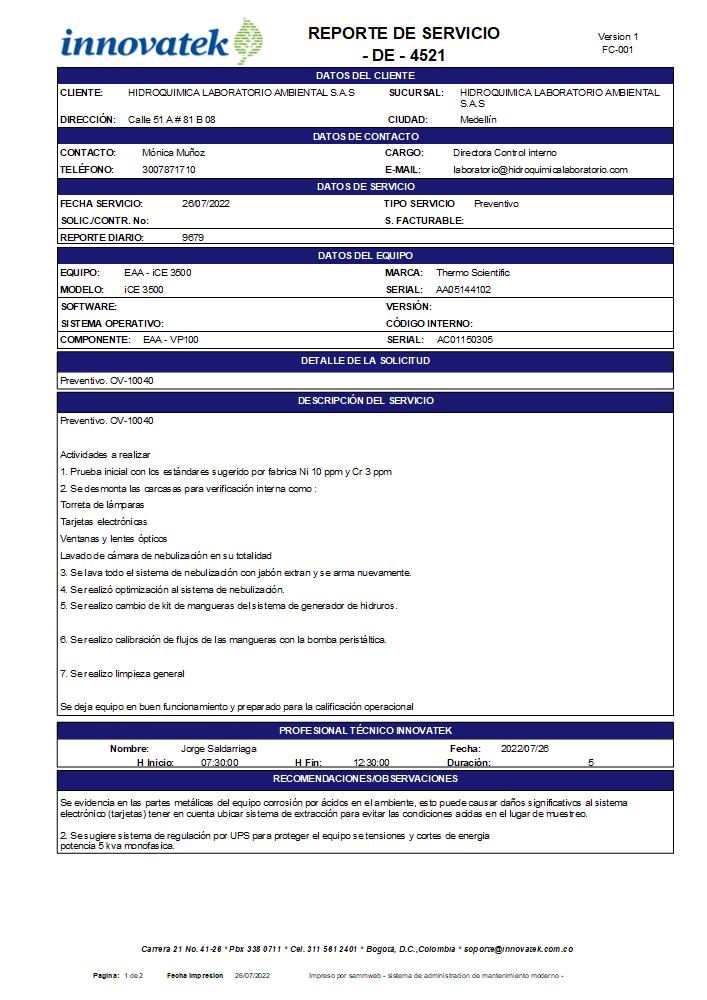 innovatek
REPORTE DE SERVICIO
- DE - 4521
Version 1
FC-001
DATOS DEL CLIENTE
CLIENTE: HIDROQUIMICA LABORATORIO AMBIENTAL S.A.S SUCURSAL: HIDROQUIMICA LABORATORIO AMBIENTAL
S.A.S
DIRECCIÓN: Calle 51 A # 81 B 08 CIUDAD: Medellín
DATOS DE CONTACTO
CONTACTO: Mónica Muñoz CARGO: Directora Control interno
TELÉFONO: 3007871710 E-MAIL: laboratorio@hidroquimicalaboratorio.com
DATOS DE SERVICIO
FECHA SERVICIO: 26/07/2022 TIPO SERVICIO Preventivo
SOLIC./CONTR. No: S. FACTURABLE:
REPORTE DIARIO: 9679
DATOS DEL EQUIPO
EQUIPO: EAA - iCE 3500 MARCA: Thermo Scientific
MODELO: iCE 3500 SERIAL: AA05144102
SOFTWARE: VERSIÓN:
SISTEMA OPERATIVO: CÓDIGO INTERNO:
COMPONENTE: EAA - VP100 SERIAL: AC01150305
DETALLE DE LA SOLICITUD
Preventivo. OV-10040
DESCRIPCIÓN DEL SERVICIO
Preventivo. OV-10040
Actividades a realizar
1. Prueba inicial con los estándares sugerido por fabrica Ni 10 ppm y Cr 3 ppm
2. Se desmonta las carcasas para verificación interna como :
Torreta de lámparas
Tarjetas electrónicas
Ventanas y lentes ópticos
Lavado de cámara de nebulización en su totalidad
3. Se lava todo el sistema de nebulización con jabón extran y se arma nuevamente.
4. Se realizó optimización al sistema de nebulización.
5. Se realizo cambio de kit de mangueras del sistema de generador de hidruros.
6. Se realizo calibración de flujos de las mangueras con la bomba peristáltica.
7. Se realizo limpieza general
Se deja equipo en buen funcionamiento y preparado para la calificación operacional
PROFESIONAL TÉCNICO INNOVATEK
Nombre: Jorge Saldarriaga Fecha: 2022/07/26
H Inicio: 07:30:00 H Fin: 12:30:00 Duración: 5
RECOMENDACIONES/OBSERVACIONES
Se evidencia en las partes metálicas del equipo corrosión por ácidos en el ambiente, esto puede causar daños significativos al sistema
electrónico (tarjetas) tener en cuenta ubicar sistema de extracción para evitar las condiciones acidas en el lugar de muestreo.
2. Se sugiere sistema de regulación por UPS para proteger el equipo se tensiones y cortes de energia
potencia 5 kva monofasica.
Carrera 21 No. 41-26 * Pbx 338 0711 * Cel. 311 561 2401 * Bogotá, D.C.,Colombia * soporte@innovatek.com.co
Pagina: 1 de 2 Fecha Impresion 26/07/2022 Impreso por sammweb - sistema de administracion de mantenimiento moderno -